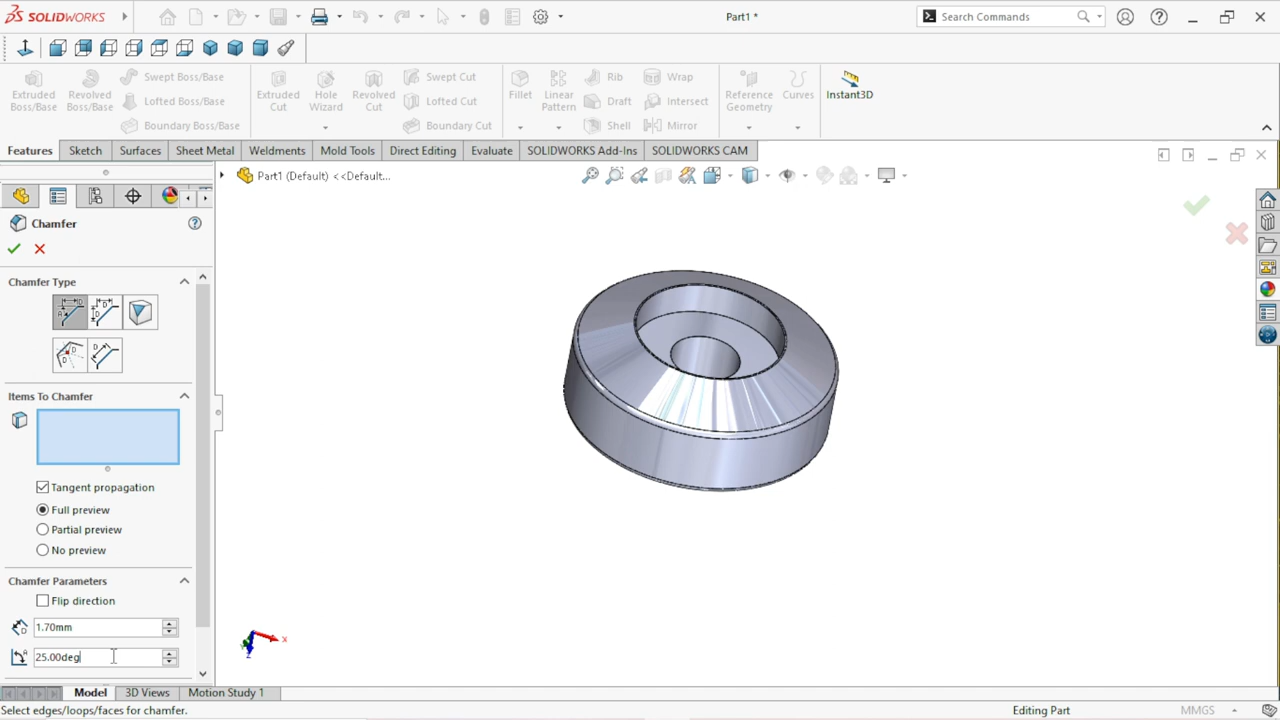 SOLIDWORKS
Part1 *
Search Commands
Extruded Boss/Base
Revolved Boss/Base
Swept Boss/Base
Lofted Boss/Base
Boundary Boss/Base
Extruded Cut
Hole Wizard
Revolved Cut
Swept Cut
Lofted Cut
Boundary Cut
Fillet
Linear Pattern
Rib
Draft
Shell
Wrap
Intersect
Mirror
Reference Geometry
Curves
Instant3D
Features
Sketch
Surfaces
Sheet Metal
Weldments
Mold Tools
Direct Editing
Evaluate
SOLIDWORKS Add-Ins
SOLIDWORKS CAM
Part1 (Default) <<Default...
Chamfer
Chamfer Type
Items To Chamfer
Tangent propagation
Full preview
Partial preview
No preview
Chamfer Parameters
Flip direction
1.70mm
25.00deg
X
Z
Model
3D Views
Motion Study 1
Select edges/loops/faces for chamfer.
Editing Part
MMGS